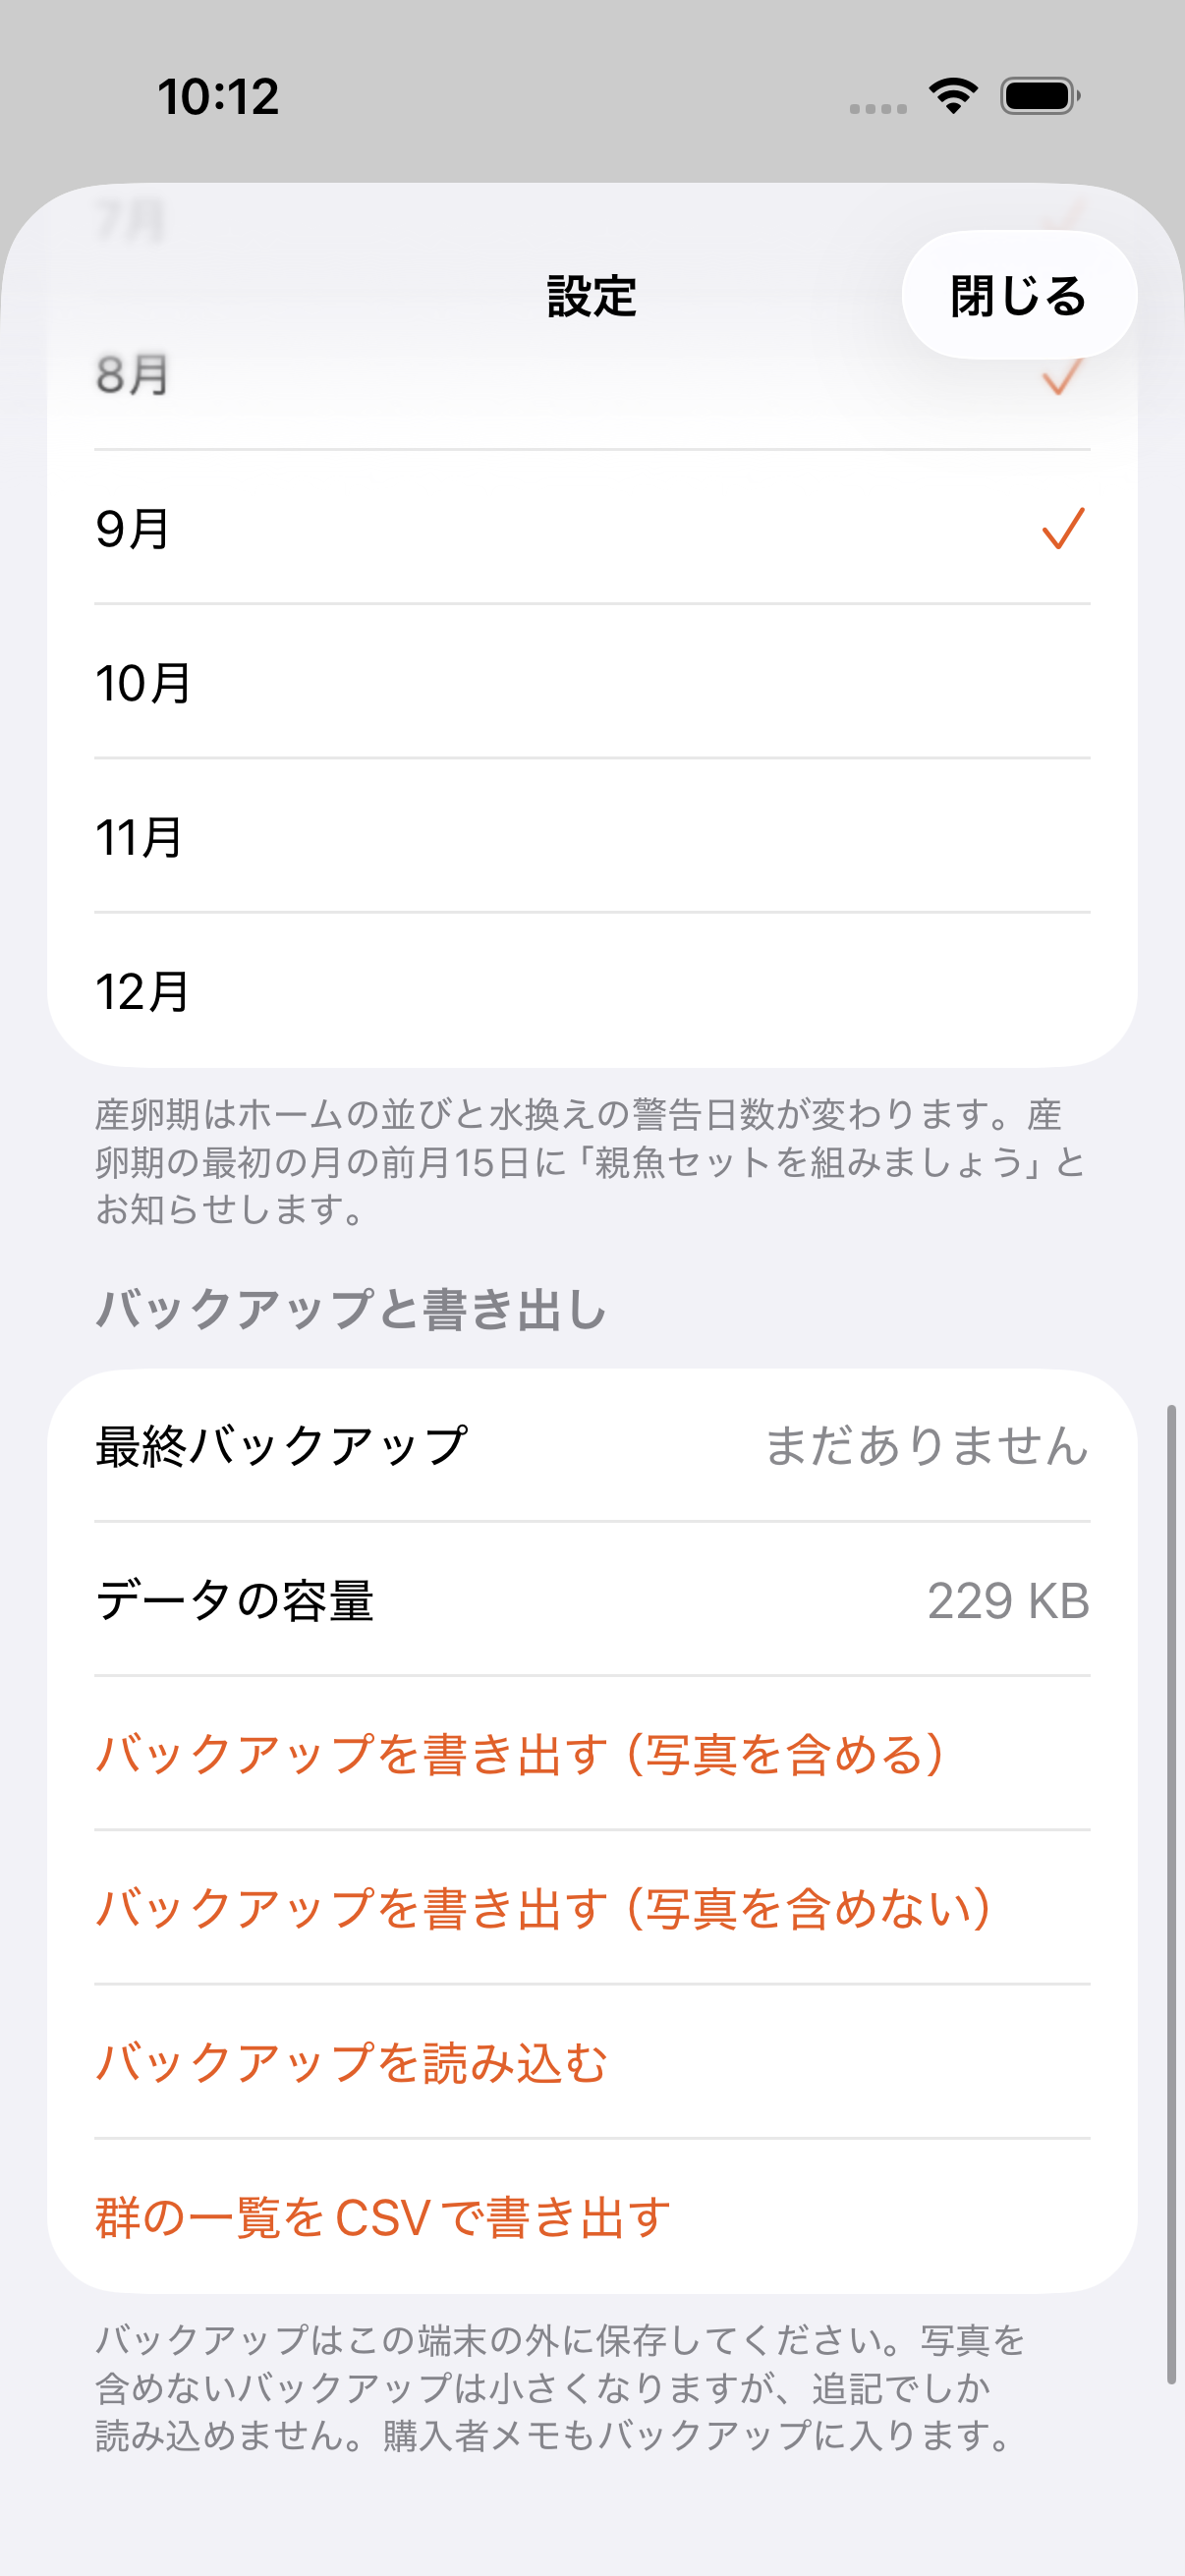 10:12
7月
設定
閉じる
8月
9月
10月
11月
12月
産卵期はホームの並びと水換えの警告日数が変わります。産
卵期の最初の月の前月15日に「親魚セットを組みましょう」と
お知らせします。
バックアップと書き出し
最終バックアップ
まだありません
データの容量
229 KB
バックアップを書き出す（写真を含める）
バックアップを書き出す（写真を含めない）
バックアップを読み込む
群の一覧をCSVで書き出す
バックアップはこの端末の外に保存してください。写真を
含めないバックアップは小さくなりますが、追記でしか
読み込めません。購入者メモもバックアップに入ります。